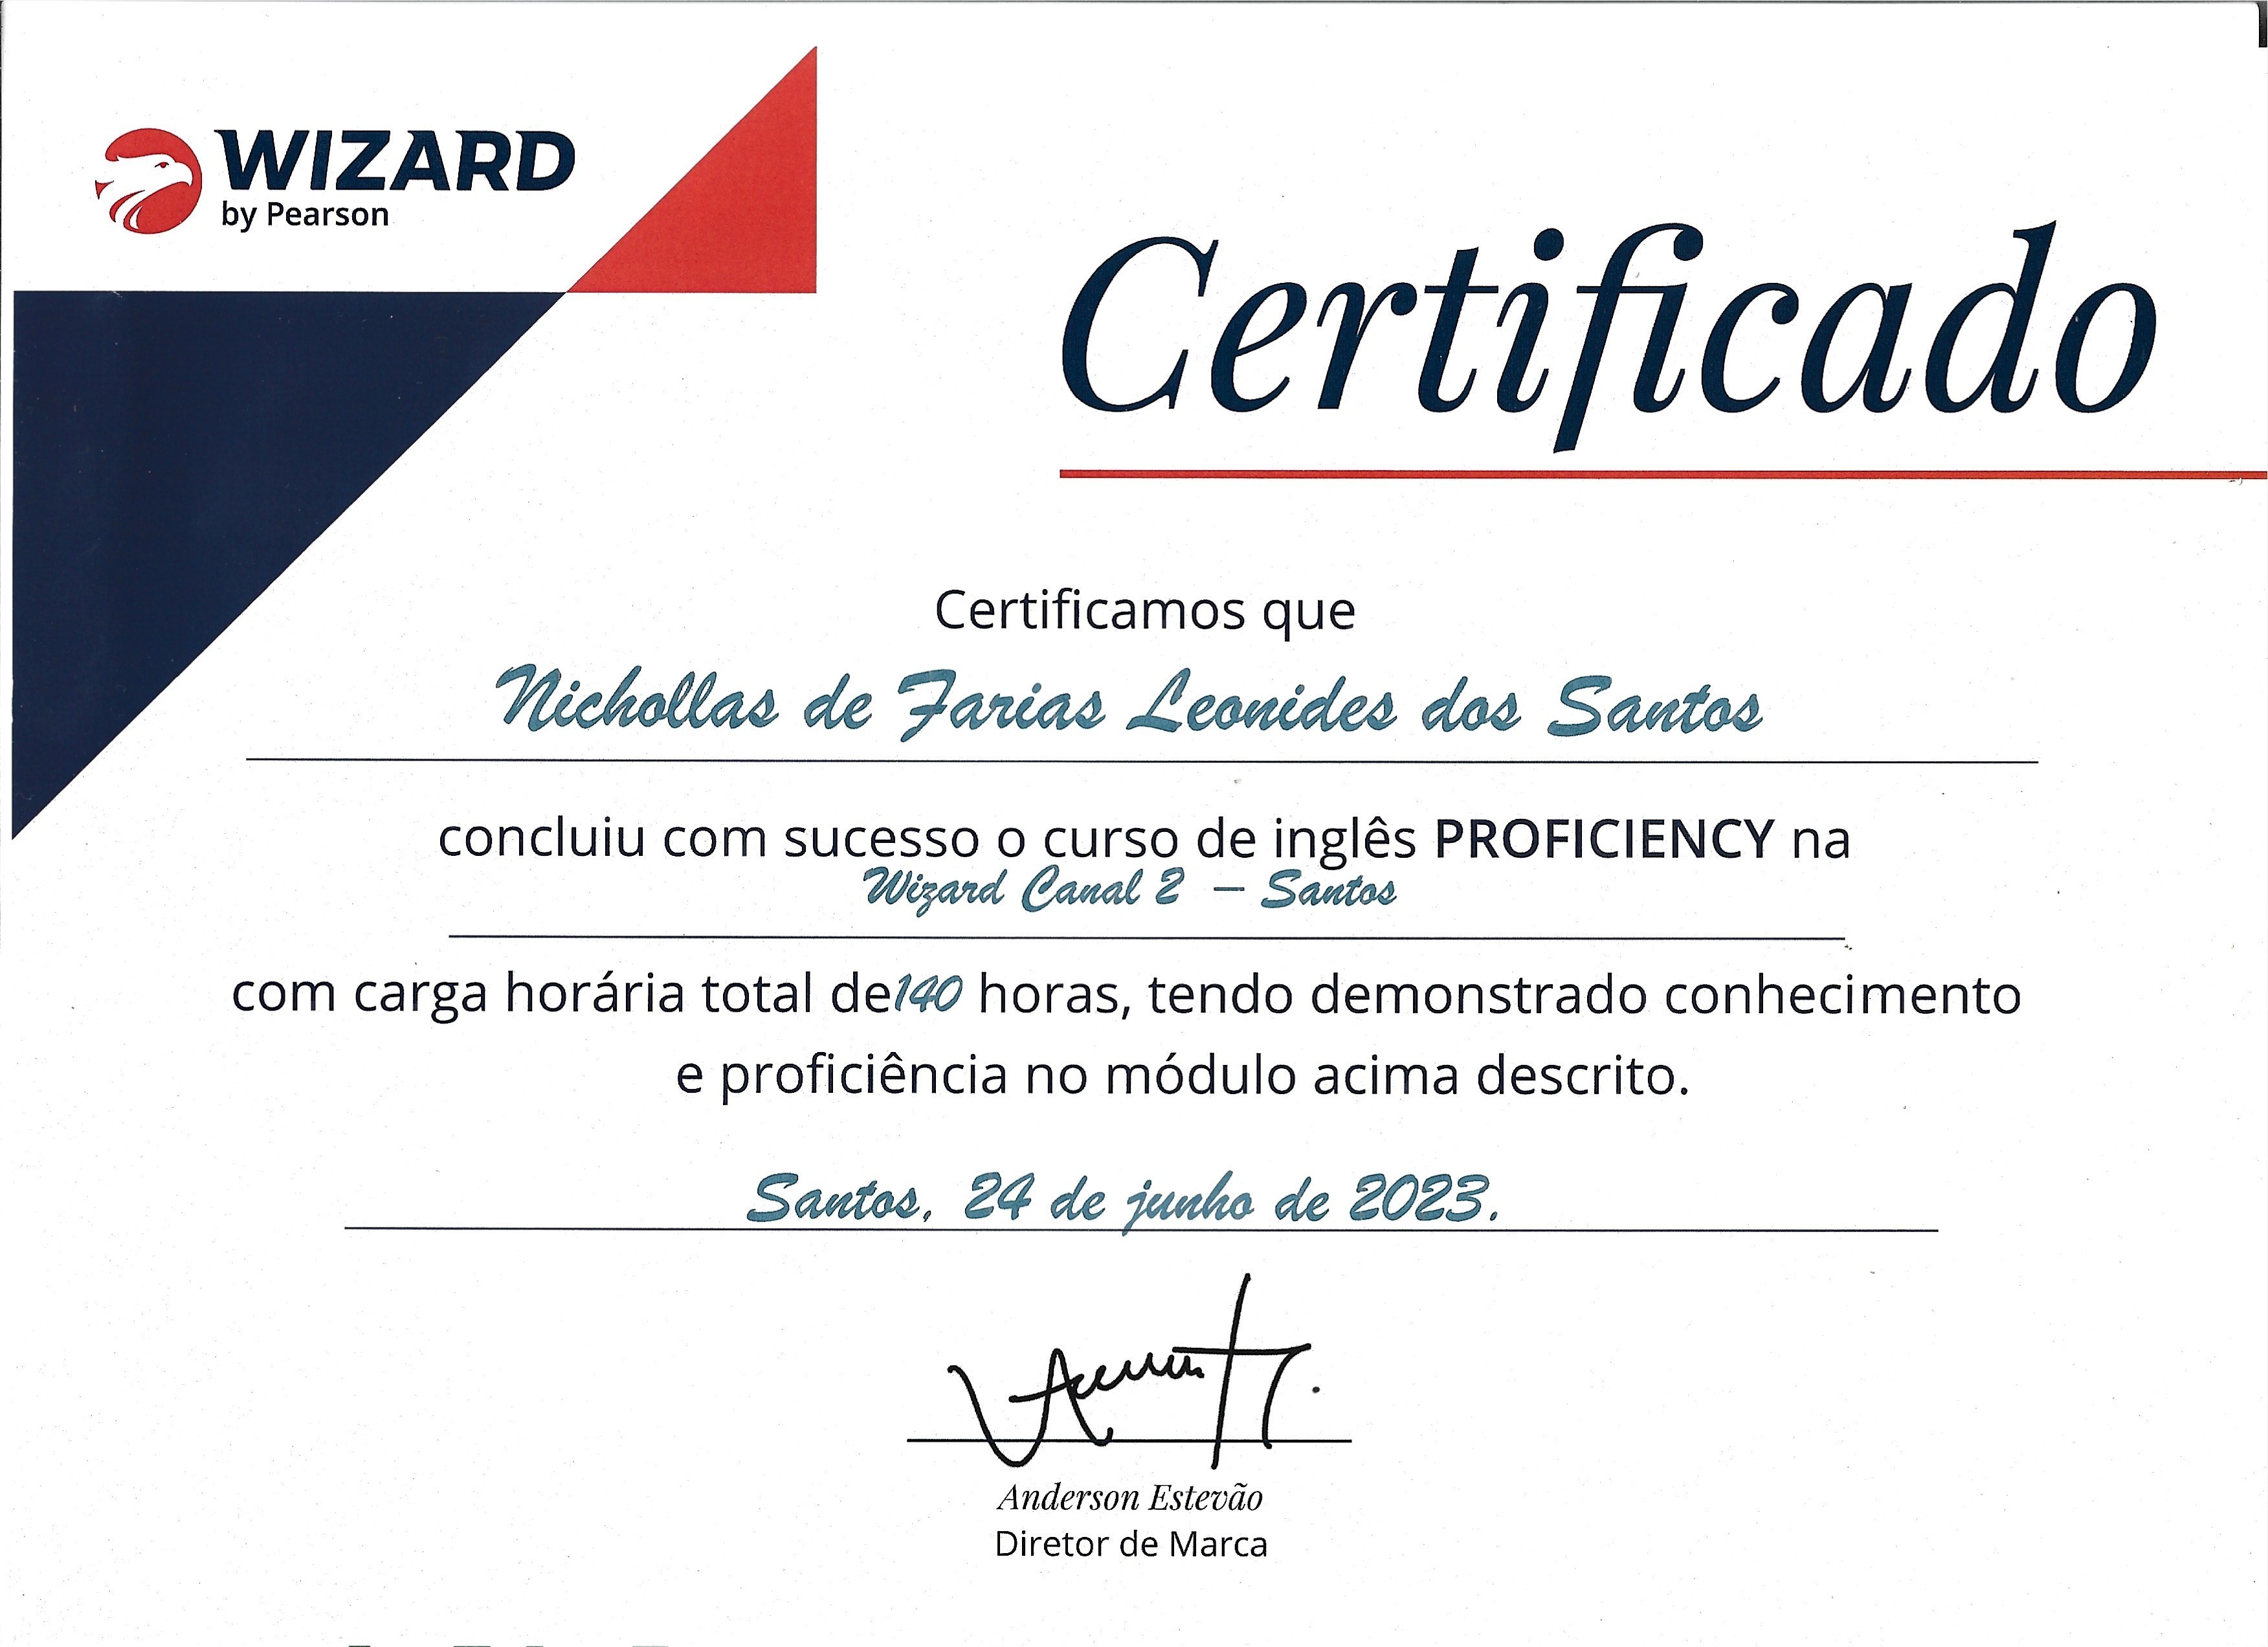 WIZARD
by Pearson
Certificado
Certificamos que
Nichollas de Farias Leonides dos Santos
concluiu com sucesso o curso de inglês PROFICIENCY na
Wizard Canal 2 – Santos
com carga horária total de140 horas, tendo demonstrado conhecimento
e proficiência no módulo acima descrito.
Santos, 24 de junho de 2023.
Anderson Estevão
Diretor de Marca